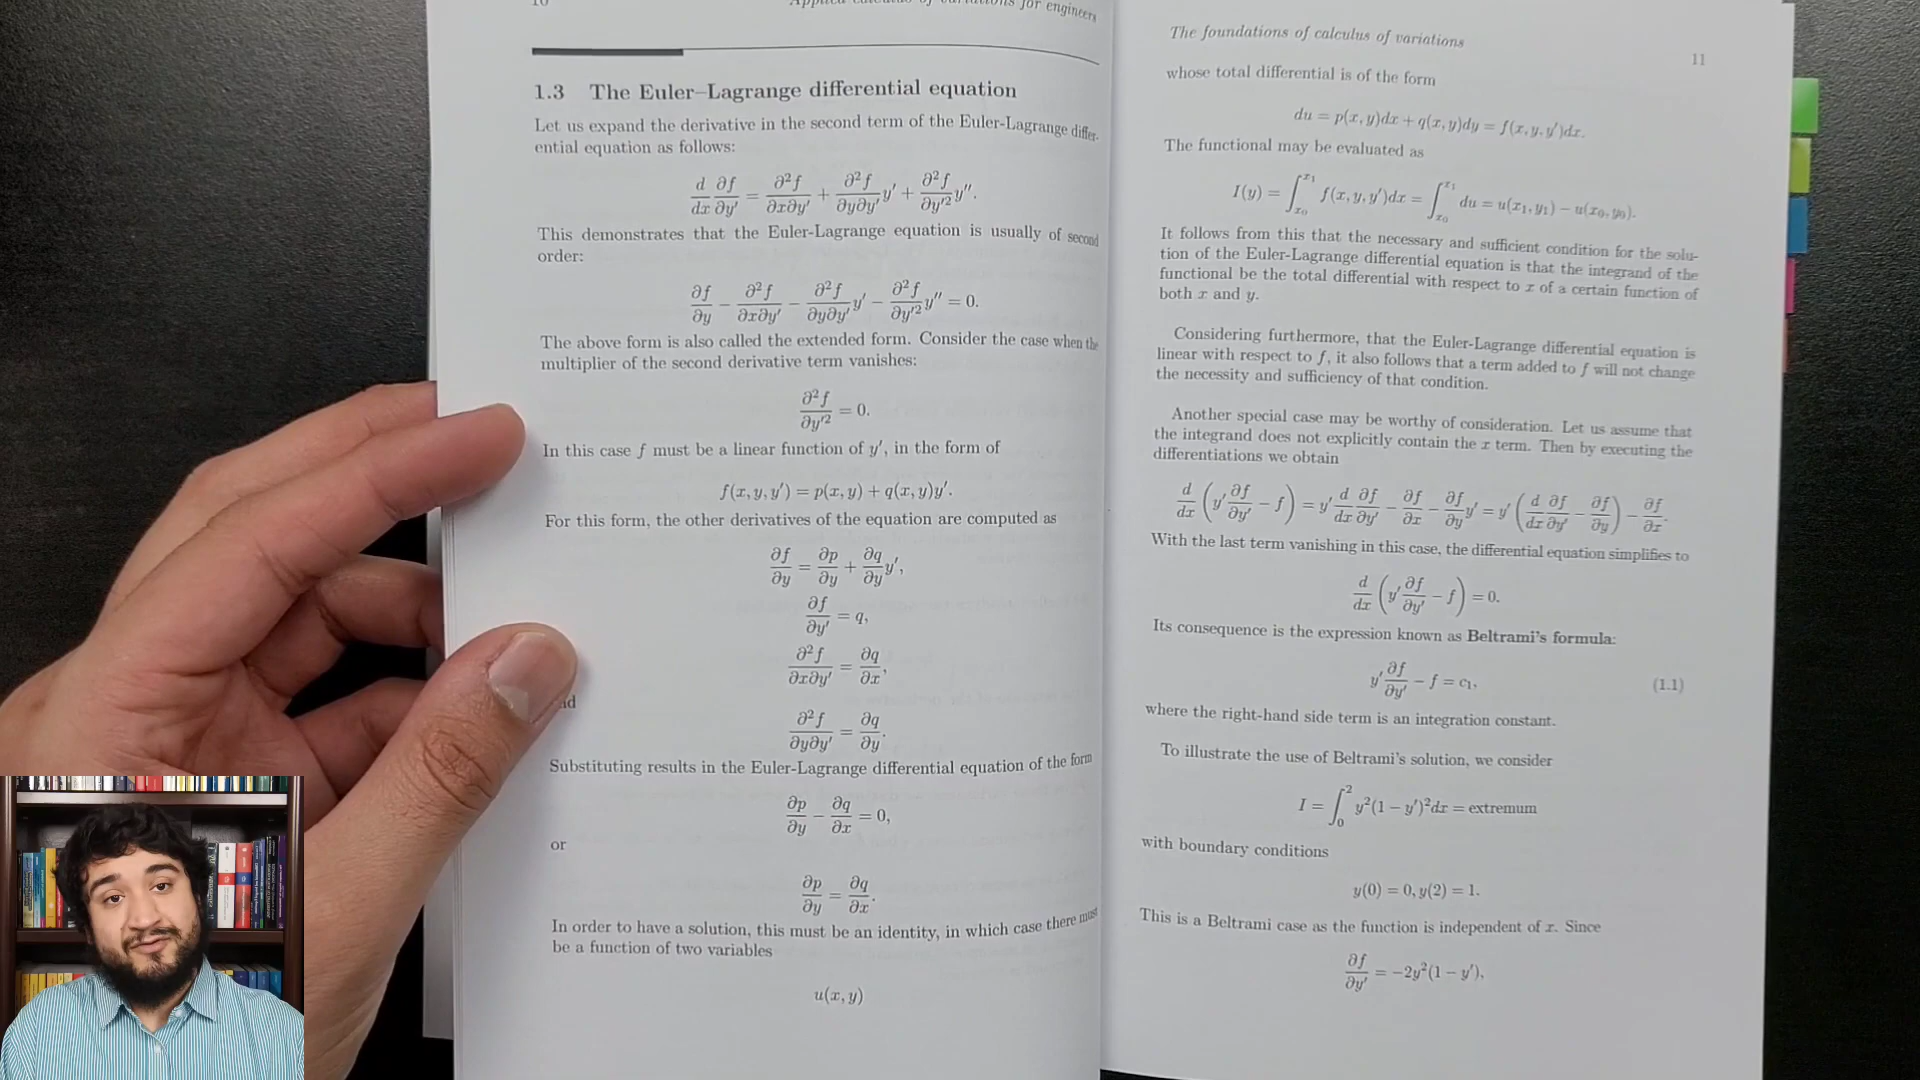 10
Applied calculus of variations for engineers
1.3 The Euler–Lagrange differential equation
Let us expand the derivative in the second term of the Euler-Lagrange differ-
ential equation as follows:
d/dx ∂f/∂y′ = ∂²f/∂x∂y′ + ∂²f/∂y∂y′ y′ + ∂²f/∂y′² y″.
This demonstrates that the Euler-Lagrange equation is usually of second
order:
∂f/∂y − ∂²f/∂x∂y′ − ∂²f/∂y∂y′ y′ − ∂²f/∂y′² y″ = 0.
The above form is also called the extended form. Consider the case when the
multiplier of the second derivative term vanishes:
∂²f/∂y′² = 0.
In this case f must be a linear function of y′, in the form of
f(x, y, y′) = p(x, y) + q(x, y)y′.
For this form, the other derivatives of the equation are computed as
∂f/∂y = ∂p/∂y + ∂q/∂y y′,
∂f/∂y′ = q,
∂²f/∂x∂y′ = ∂q/∂x,
∂²f/∂y∂y′ = ∂q/∂y.
Substituting results in the Euler-Lagrange differential equation of the form
∂p/∂y − ∂q/∂x = 0,
or
∂p/∂y = ∂q/∂x.
In order to have a solution, this must be an identity, in which case there must
be a function of two variables
u(x, y)
The foundations of calculus of variations
11
whose total differential is of the form
du = p(x, y)dx + q(x, y)dy = f(x, y, y′)dx.
The functional may be evaluated as
I(y) = ∫_{x₀}^{x₁} f(x, y, y′)dx = ∫_{x₀}^{x₁} du = u(x₁, y₁) − u(x₀, y₀).
It follows from this that the necessary and sufficient condition for the solu-
tion of the Euler-Lagrange differential equation is that the integrand of the
functional be the total differential with respect to x of a certain function of
both x and y.
Considering furthermore, that the Euler-Lagrange differential equation is
linear with respect to f, it also follows that a term added to f will not change
the necessity and sufficiency of that condition.
Another special case may be worthy of consideration. Let us assume that
the integrand does not explicitly contain the x term. Then by executing the
differentiations we obtain
d/dx (y′ ∂f/∂y′ − f) = y′ d/dx ∂f/∂y′ − ∂f/∂x − ∂f/∂y y′ = y′ (d/dx ∂f/∂y′ − ∂f/∂y) − ∂f/∂x.
With the last term vanishing in this case, the differential equation simplifies to
d/dx (y′ ∂f/∂y′ − f) = 0.
Its consequence is the expression known as Beltrami's formula:
y′ ∂f/∂y′ − f = c₁, (1.1)
where the right-hand side term is an integration constant.
To illustrate the use of Beltrami's solution, we consider
I = ∫₀² y²(1 − y′)²dx = extremum
with boundary conditions
y(0) = 0, y(2) = 1.
This is a Beltrami case as the function is independent of x. Since
∂f/∂y′ = −2y²(1 − y′),